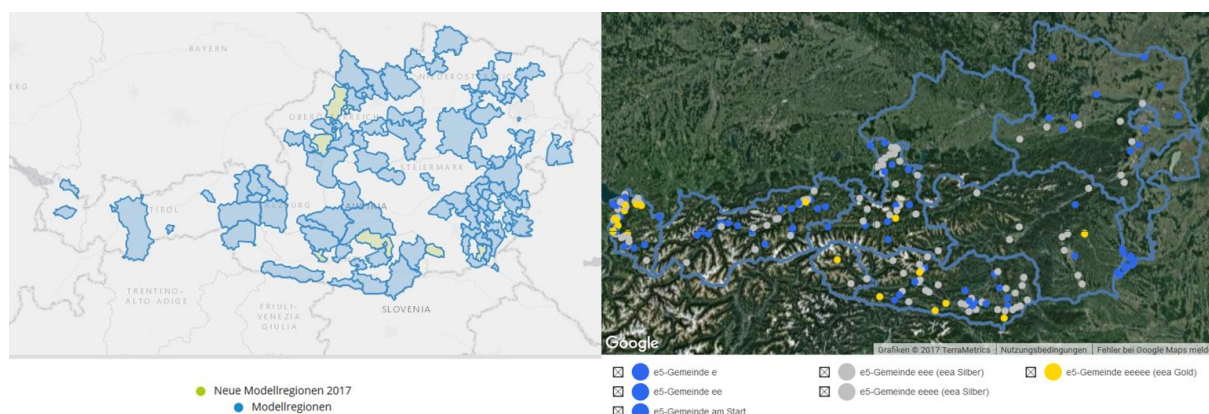 BAYERN
ERG
NIEDERÖSTERREICH
OBERÖSTERREICH
STEIERMARK
TIROL
SALZBURG
AUSTRIA
TRENTINO-
ALTO ADIGE
FRIULI-
VENEZIA
GIULIA
SLOVENIA
Neue Modellregionen 2017
Modellregionen
Google
Grafiken © 2017 TerraMetrics
Nutzungsbedingungen
Fehler bei Google Maps meld
e5-Gemeinde e
e5-Gemeinde ee
e5-Gemeinde am Start
e5-Gemeinde eee (eea Silber)
e5-Gemeinde eeee (eea Silber)
e5-Gemeinde eeeee (eea Gold)